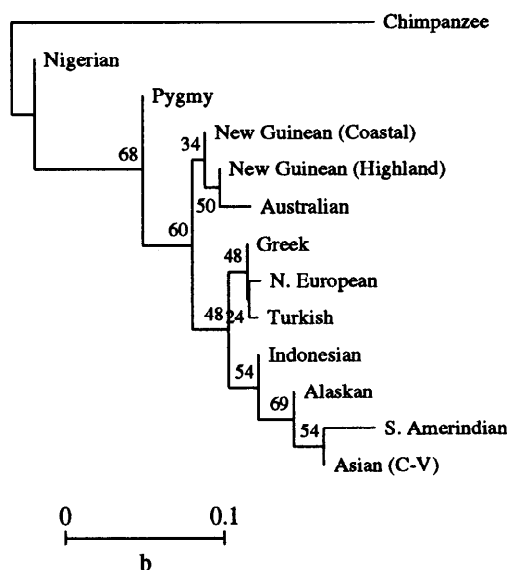 Chimpanzee
Nigerian
Pygmy
68
34 New Guinean (Coastal)
New Guinean (Highland)
50 Australian
60
Greek
48
N. European
48 24 Turkish
Indonesian
54
Alaskan
69
54 S. Amerindian
Asian (C-V)
0 0.1
b